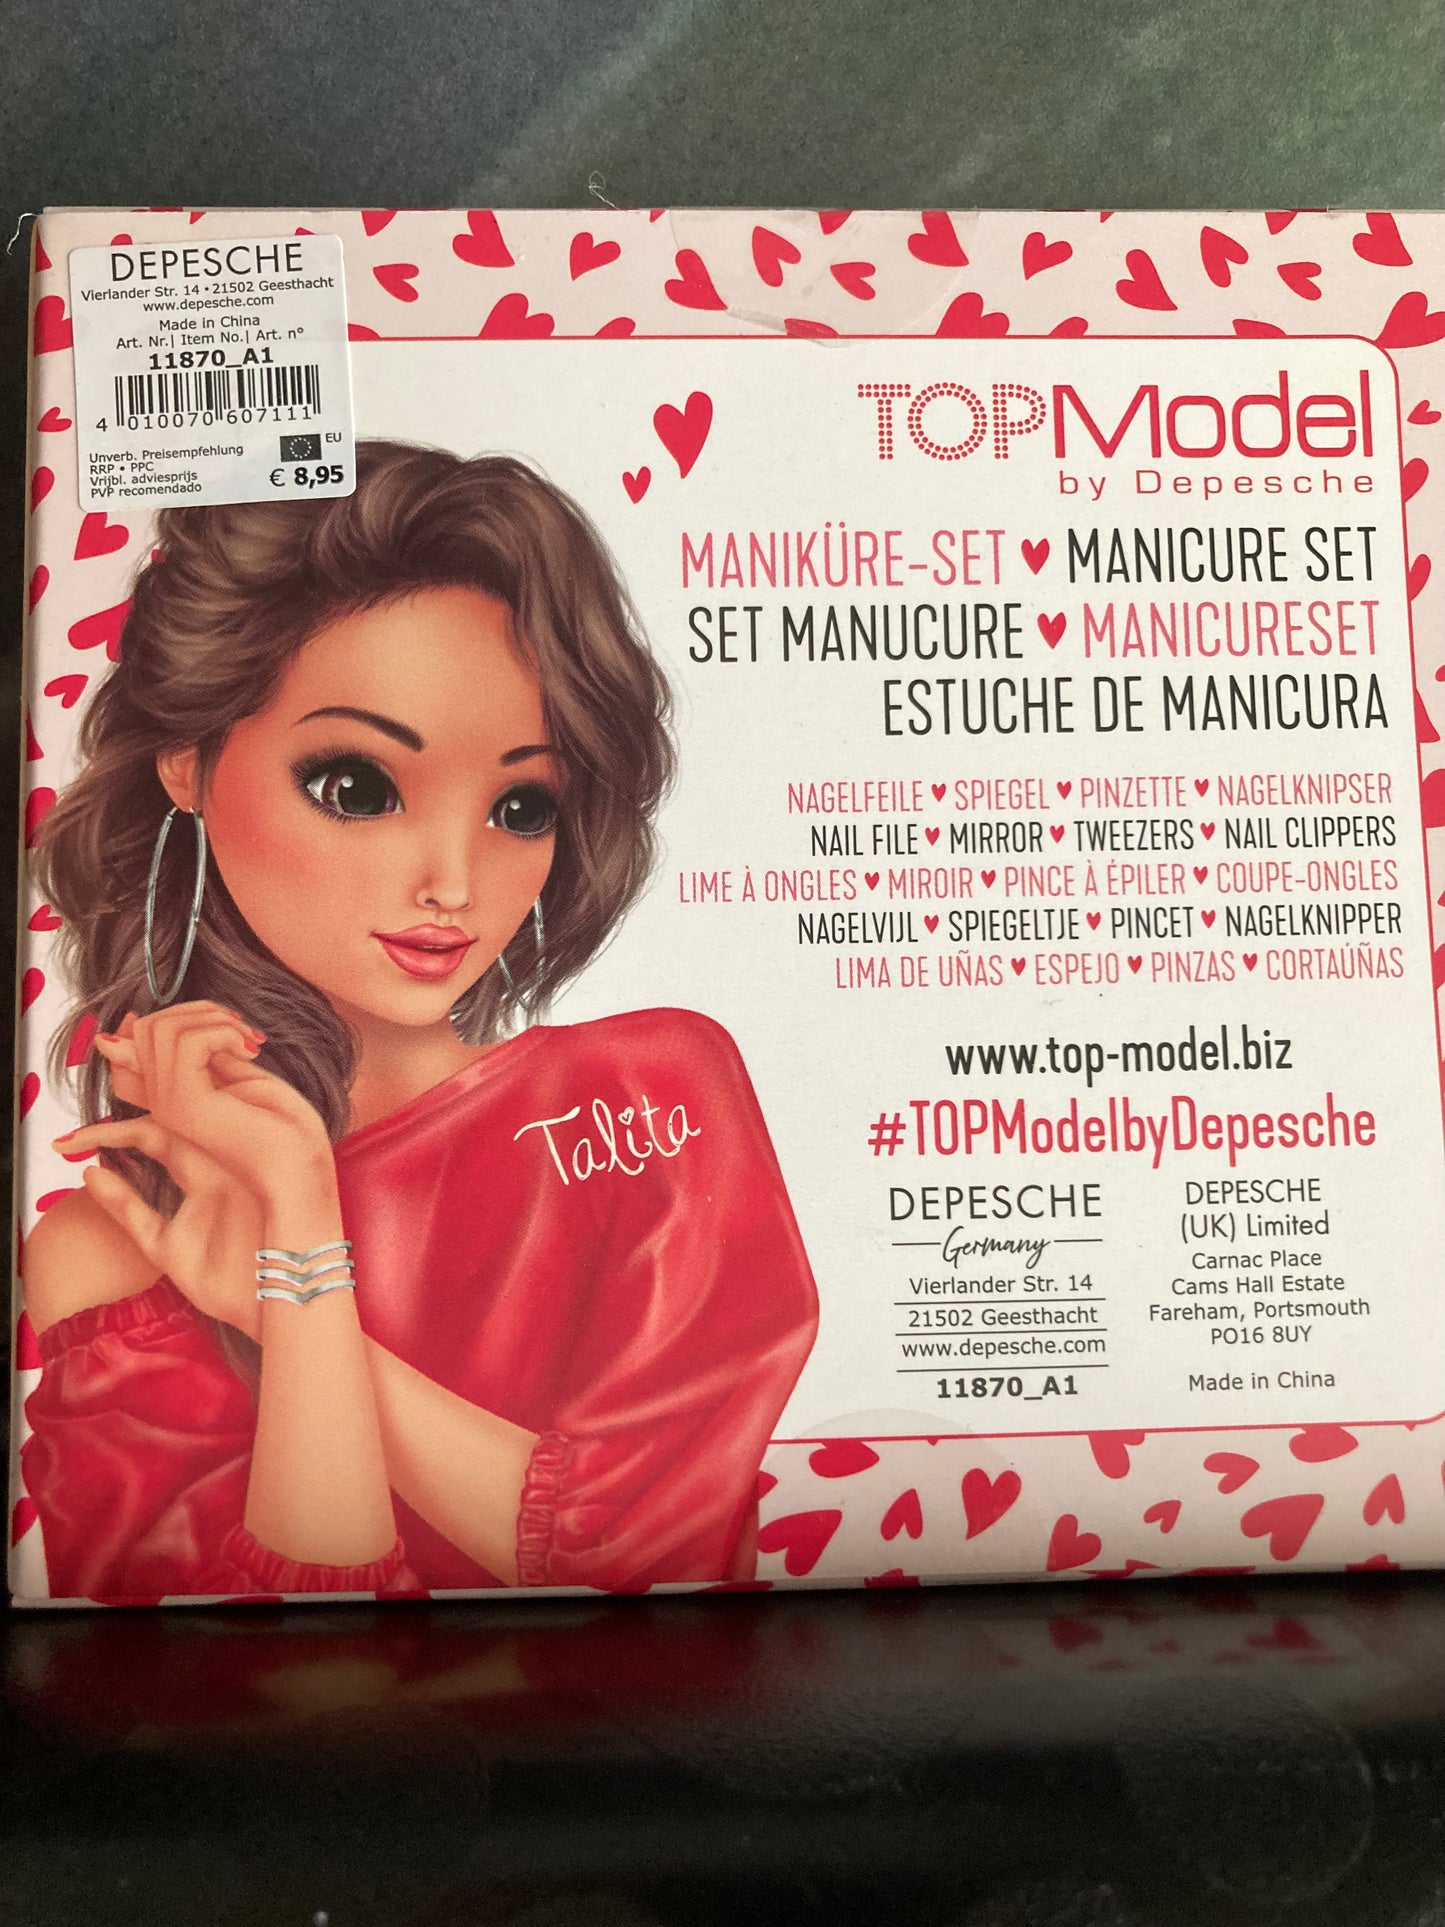 DEPESCHE
Vierlander Str. 14 • 21502 Geesthacht
www.depesche.com
Made in China
Art. Nr.| Item No.| Art. n°
11870_A1
4 010070 607111
Unverb. Preisempfehlung
RRP • PPC
Vrijbl. adviesprijs
PVP recomendado
EU
€ 8,95
TOPModel
by Depesche
MANIKÜRE-SET ♥ MANICURE SET
SET MANUCURE ♥ MANICURESET
ESTUCHE DE MANICURA
NAGELFEILE ♥ SPIEGEL ♥ PINZETTE ♥ NAGELKNIPSER
NAIL FILE ♥ MIRROR ♥ TWEEZERS ♥ NAIL CLIPPERS
LIME À ONGLES ♥ MIROIR ♥ PINCE À ÉPILER ♥ COUPE-ONGLES
NAGELVIJL ♥ SPIEGELTJE ♥ PINCET ♥ NAGELKNIPPER
LIMA DE UÑAS ♥ ESPEJO ♥ PINZAS ♥ CORTAÚÑAS
www.top-model.biz
#TOPModelbyDepesche
Talita
DEPESCHE
Germany
Vierlander Str. 14
21502 Geesthacht
www.depesche.com
11870_A1
DEPESCHE
(UK) Limited
Carnac Place
Cams Hall Estate
Fareham, Portsmouth
PO16 8UY
Made in China